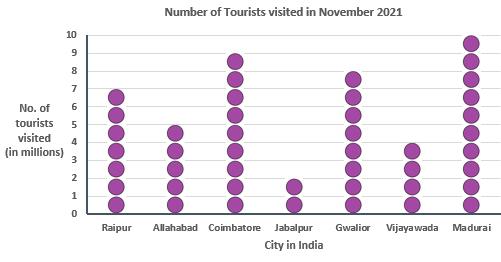 Number of Tourists visited in November 2021
10
9
8
7
6
5
4
3
2
1
0
No. of
tourists
visited
(in millions)
Raipur Allahabad Coimbatore Jabalpur Gwalior Vijayawada Madurai
City in India